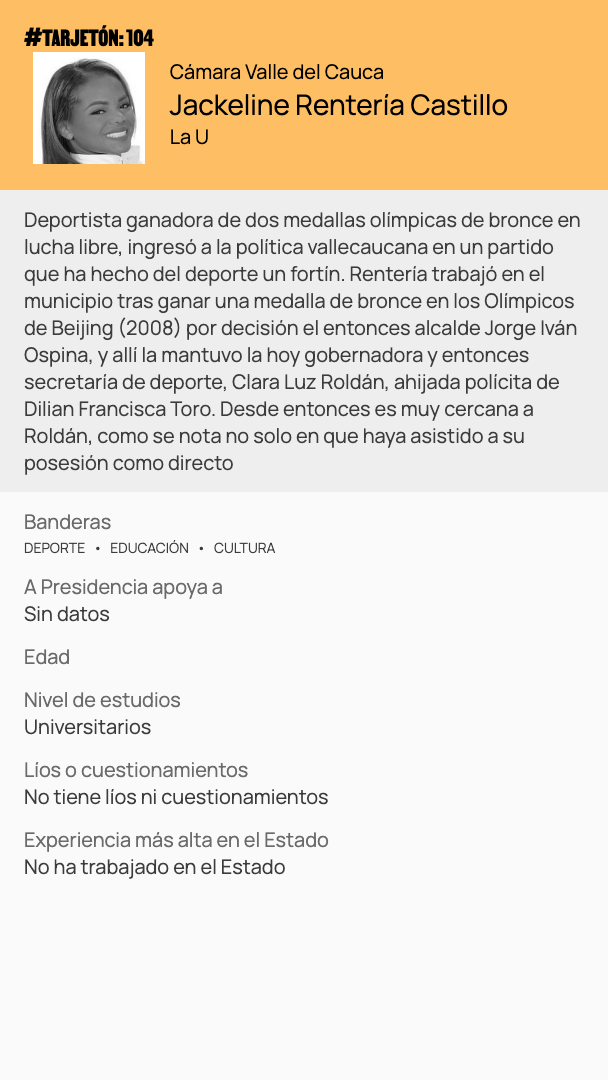 #TARJETÓN: 104
Cámara Valle del Cauca
Jackeline Rentería Castillo
La U
Deportista ganadora de dos medallas olímpicas de bronce en
lucha libre, ingresó a la política vallecaucana en un partido
que ha hecho del deporte un fortín. Rentería trabajó en el
municipio tras ganar una medalla de bronce en los Olímpicos
de Beijing (2008) por decisión el entonces alcalde Jorge Iván
Ospina, y allí la mantuvo la hoy gobernadora y entonces
secretaría de deporte, Clara Luz Roldán, ahijada polícita de
Dilian Francisca Toro. Desde entonces es muy cercana a
Roldán, como se nota no solo en que haya asistido a su
posesión como directo
Banderas
DEPORTE • EDUCACIÓN • CULTURA
A Presidencia apoya a
Sin datos
Edad
Nivel de estudios
Universitarios
Líos o cuestionamientos
No tiene líos ni cuestionamientos
Experiencia más alta en el Estado
No ha trabajado en el Estado